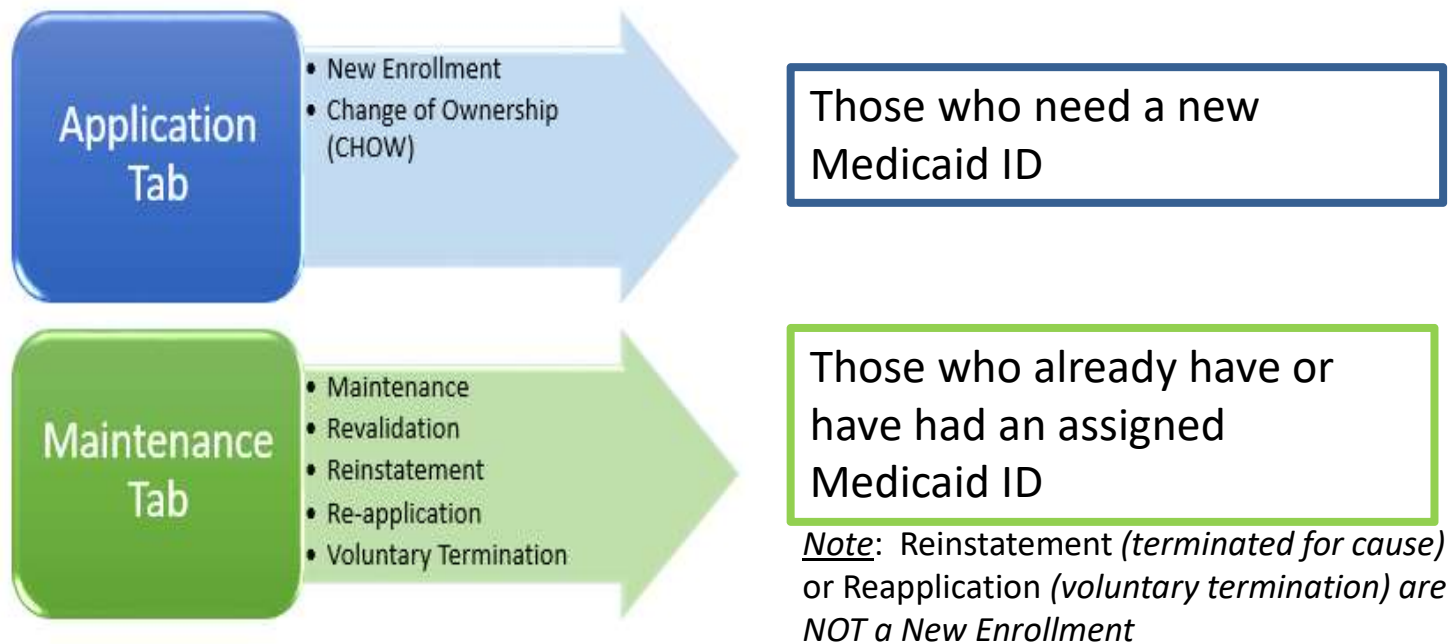 Application
Tab
• New Enrollment
• Change of Ownership
(CHOW)
Those who need a new
Medicaid ID
Maintenance
Tab
• Maintenance
• Revalidation
• Reinstatement
• Re-application
• Voluntary Termination
Those who already have or
have had an assigned
Medicaid ID
Note: Reinstatement (terminated for cause)
or Reapplication (voluntary termination) are
NOT a New Enrollment